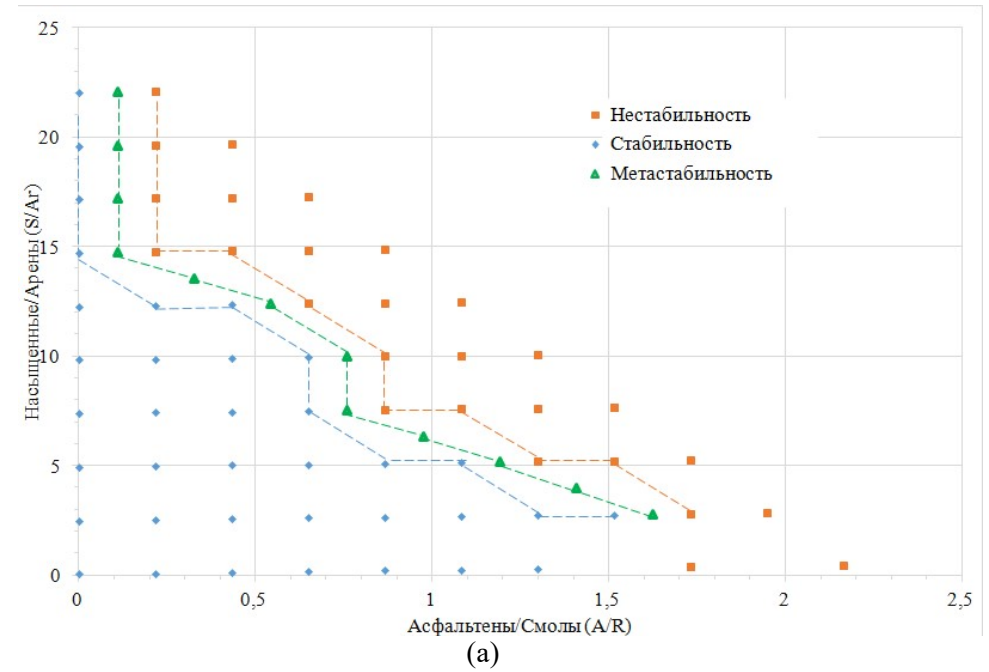 25
20
15
10
5
0
Насыщенные/Арены (S/Ar)
Нестабильность
Стабильность
Метастабильность
0 0,5 1 1,5 2 2,5
Асфальтены/Смолы (A/R)
(a)